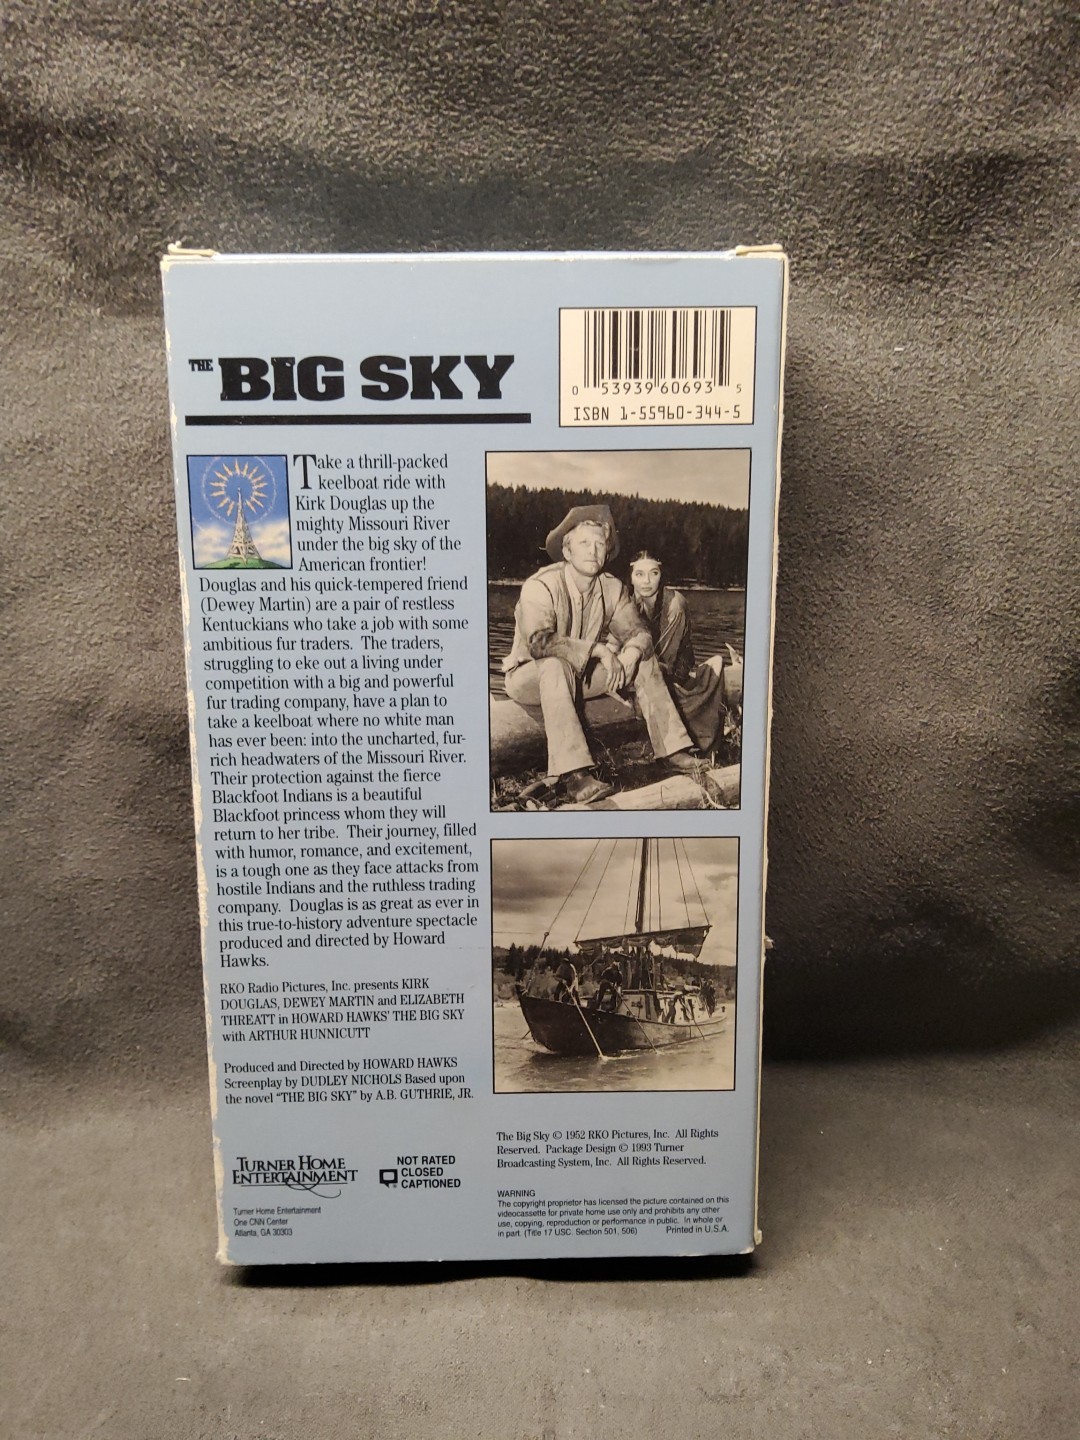 THE BIG SKY
0 53939 60693 5
ISBN 1-55960-344-5
Take a thrill-packed
keelboat ride with
Kirk Douglas up the
mighty Missouri River
under the big sky of the
American frontier!
Douglas and his quick-tempered friend
(Dewey Martin) are a pair of restless
Kentuckians who take a job with some
ambitious fur traders. The traders,
struggling to eke out a living under
competition with a big and powerful
fur trading company, have a plan to
take a keelboat where no white man
has ever been: into the uncharted, fur-
rich headwaters of the Missouri River.
Their protection against the fierce
Blackfoot Indians is a beautiful
Blackfoot princess whom they will
return to her tribe. Their journey, filled
with humor, romance, and excitement,
is a tough one as they face attacks from
hostile Indians and the ruthless trading
company. Douglas is as great as ever in
this true-to-history adventure spectacle
produced and directed by Howard
Hawks.
RKO Radio Pictures, Inc. presents KIRK
DOUGLAS, DEWEY MARTIN and ELIZABETH
THREATT in HOWARD HAWKS' THE BIG SKY
with ARTHUR HUNNICUTT
Produced and Directed by HOWARD HAWKS
Screenplay by DUDLEY NICHOLS Based upon
the novel "THE BIG SKY" by A.B. GUTHRIE, JR.
TURNER HOME
ENTERTAINMENT
NOT RATED
CLOSED
CAPTIONED
Turner Home Entertainment
One CNN Center
Atlanta, GA 30303
The Big Sky © 1952 RKO Pictures, Inc. All Rights
Reserved. Package Design © 1993 Turner
Broadcasting System, Inc. All Rights Reserved.
WARNING
The copyright proprietor has licensed the picture contained on this
videocassette for private home use only and prohibits any other
use, copying, reproduction or performance in public. In whole or
in part. (Title 17 USC. Section 501, 506) Printed in U.S.A.